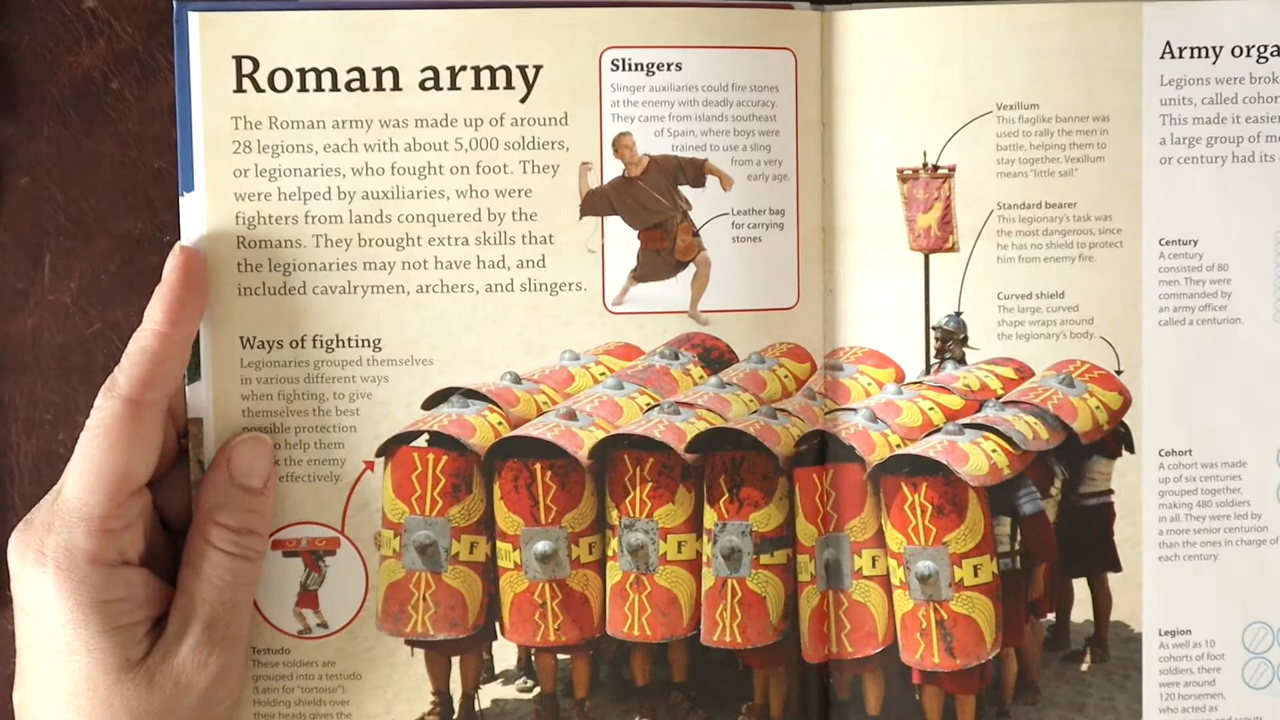 Roman army
The Roman army was made up of around
28 legions, each with about 5,000 soldiers,
or legionaries, who fought on foot. They
were helped by auxiliaries, who were
fighters from lands conquered by the
Romans. They brought extra skills that
the legionaries may not have had, and
included cavalrymen, archers, and slingers.
Slingers
Slinger auxiliaries could fire stones
at the enemy with deadly accuracy.
They came from islands southeast
of Spain, where boys were
trained to use a sling
from a very
early age.
Leather bag
for carrying
stones
Ways of fighting
Legionaries grouped themselves
in various different ways
when fighting, to give
themselves the best
possible protection
help them
the enemy
effectively.
Testudo
These soldiers are
grouped into a testudo
(Latin for "tortoise").
Holding shields over
their heads gives the
Vexillum
This flaglike banner was
used to rally the men in
battle, helping them to
stay together. Vexillum
means "little sail."
Standard bearer
This legionary's task was
the most dangerous, since
he has no shield to protect
him from enemy fire.
Curved shield
The large, curved
shape wraps around
the legionary's body.
F
F
F
F
F
F
Army orga
Legions were brok
units, called cohor
This made it easie
a large group of m
or century had its
Century
A century
consisted of 80
men. They were
commanded by
an army officer
called a centurion.
Cohort
A cohort was made
up of six centuries
grouped together,
making 480 soldiers
in all. They were led by
a more senior centurion
than the ones in charge of
each century.
Legion
As well as 10
cohorts of foot
soldiers, there
were around
120 horsemen,
who acted as